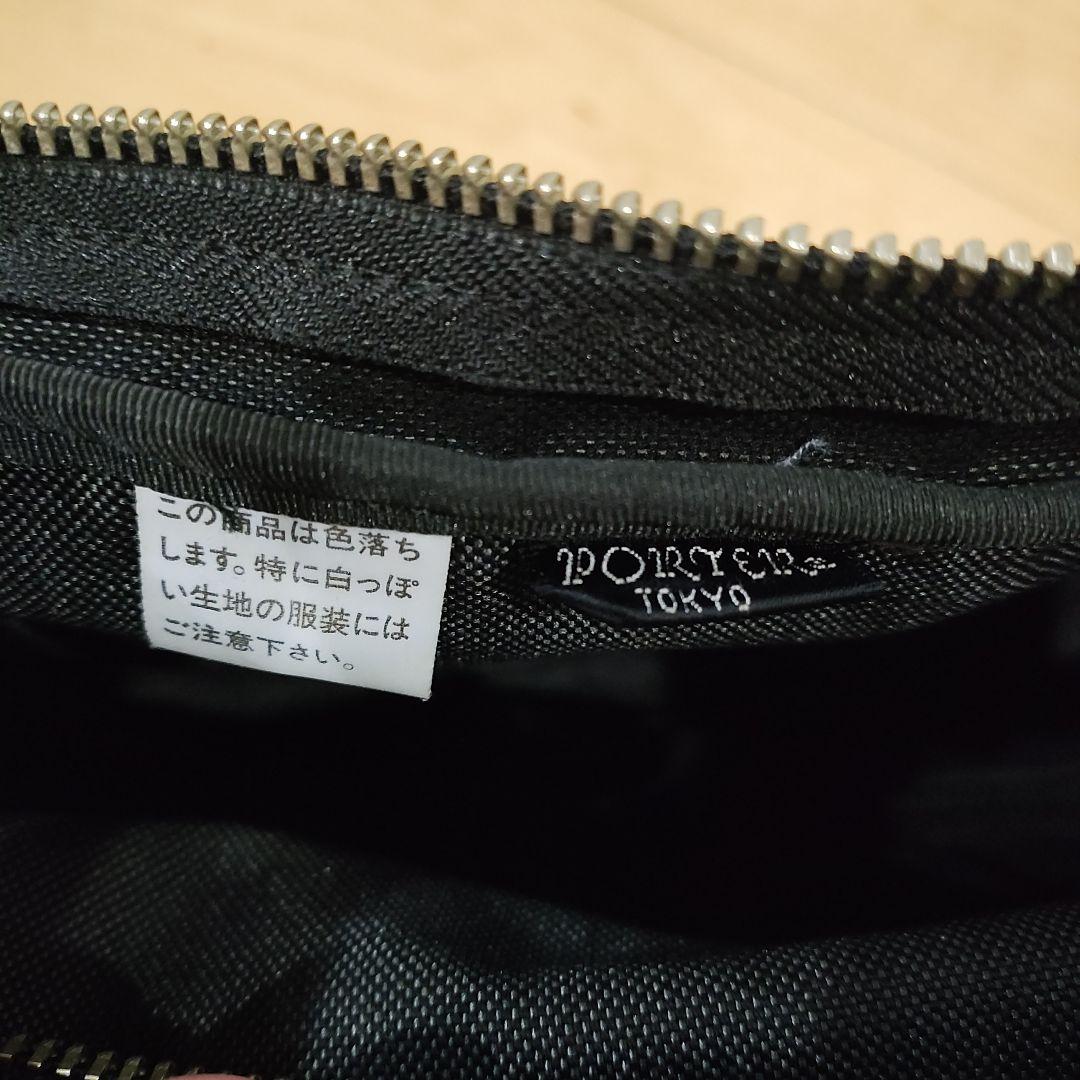 この商品は色落ち
します。特に白っぽ
い生地の服装には
ご注意下さい。
PORTER
TOKYO